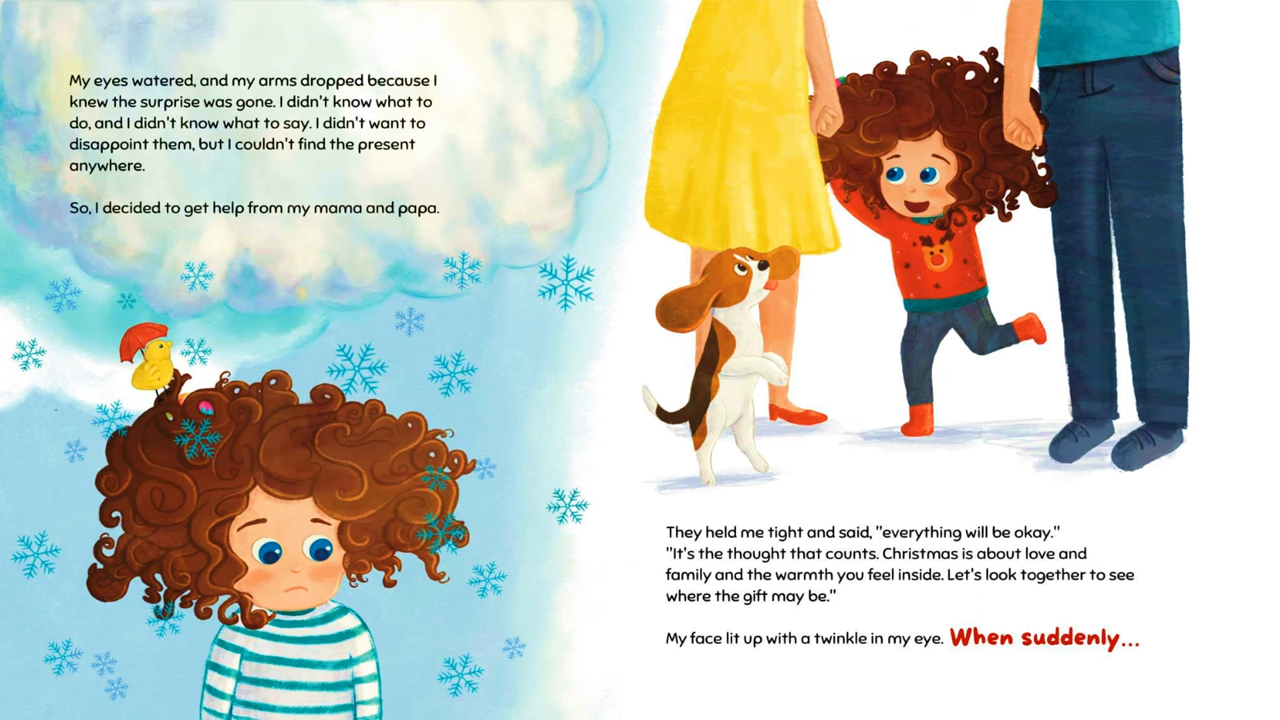 My eyes watered, and my arms dropped because I
knew the surprise was gone. I didn't know what to
do, and I didn't know what to say. I didn't want to
disappoint them, but I couldn't find the present
anywhere.
So, I decided to get help from my mama and papa.
They held me tight and said, "everything will be okay."
"It's the thought that counts. Christmas is about love and
family and the warmth you feel inside. Let's look together to see
where the gift may be."
My face lit up with a twinkle in my eye. When suddenly...